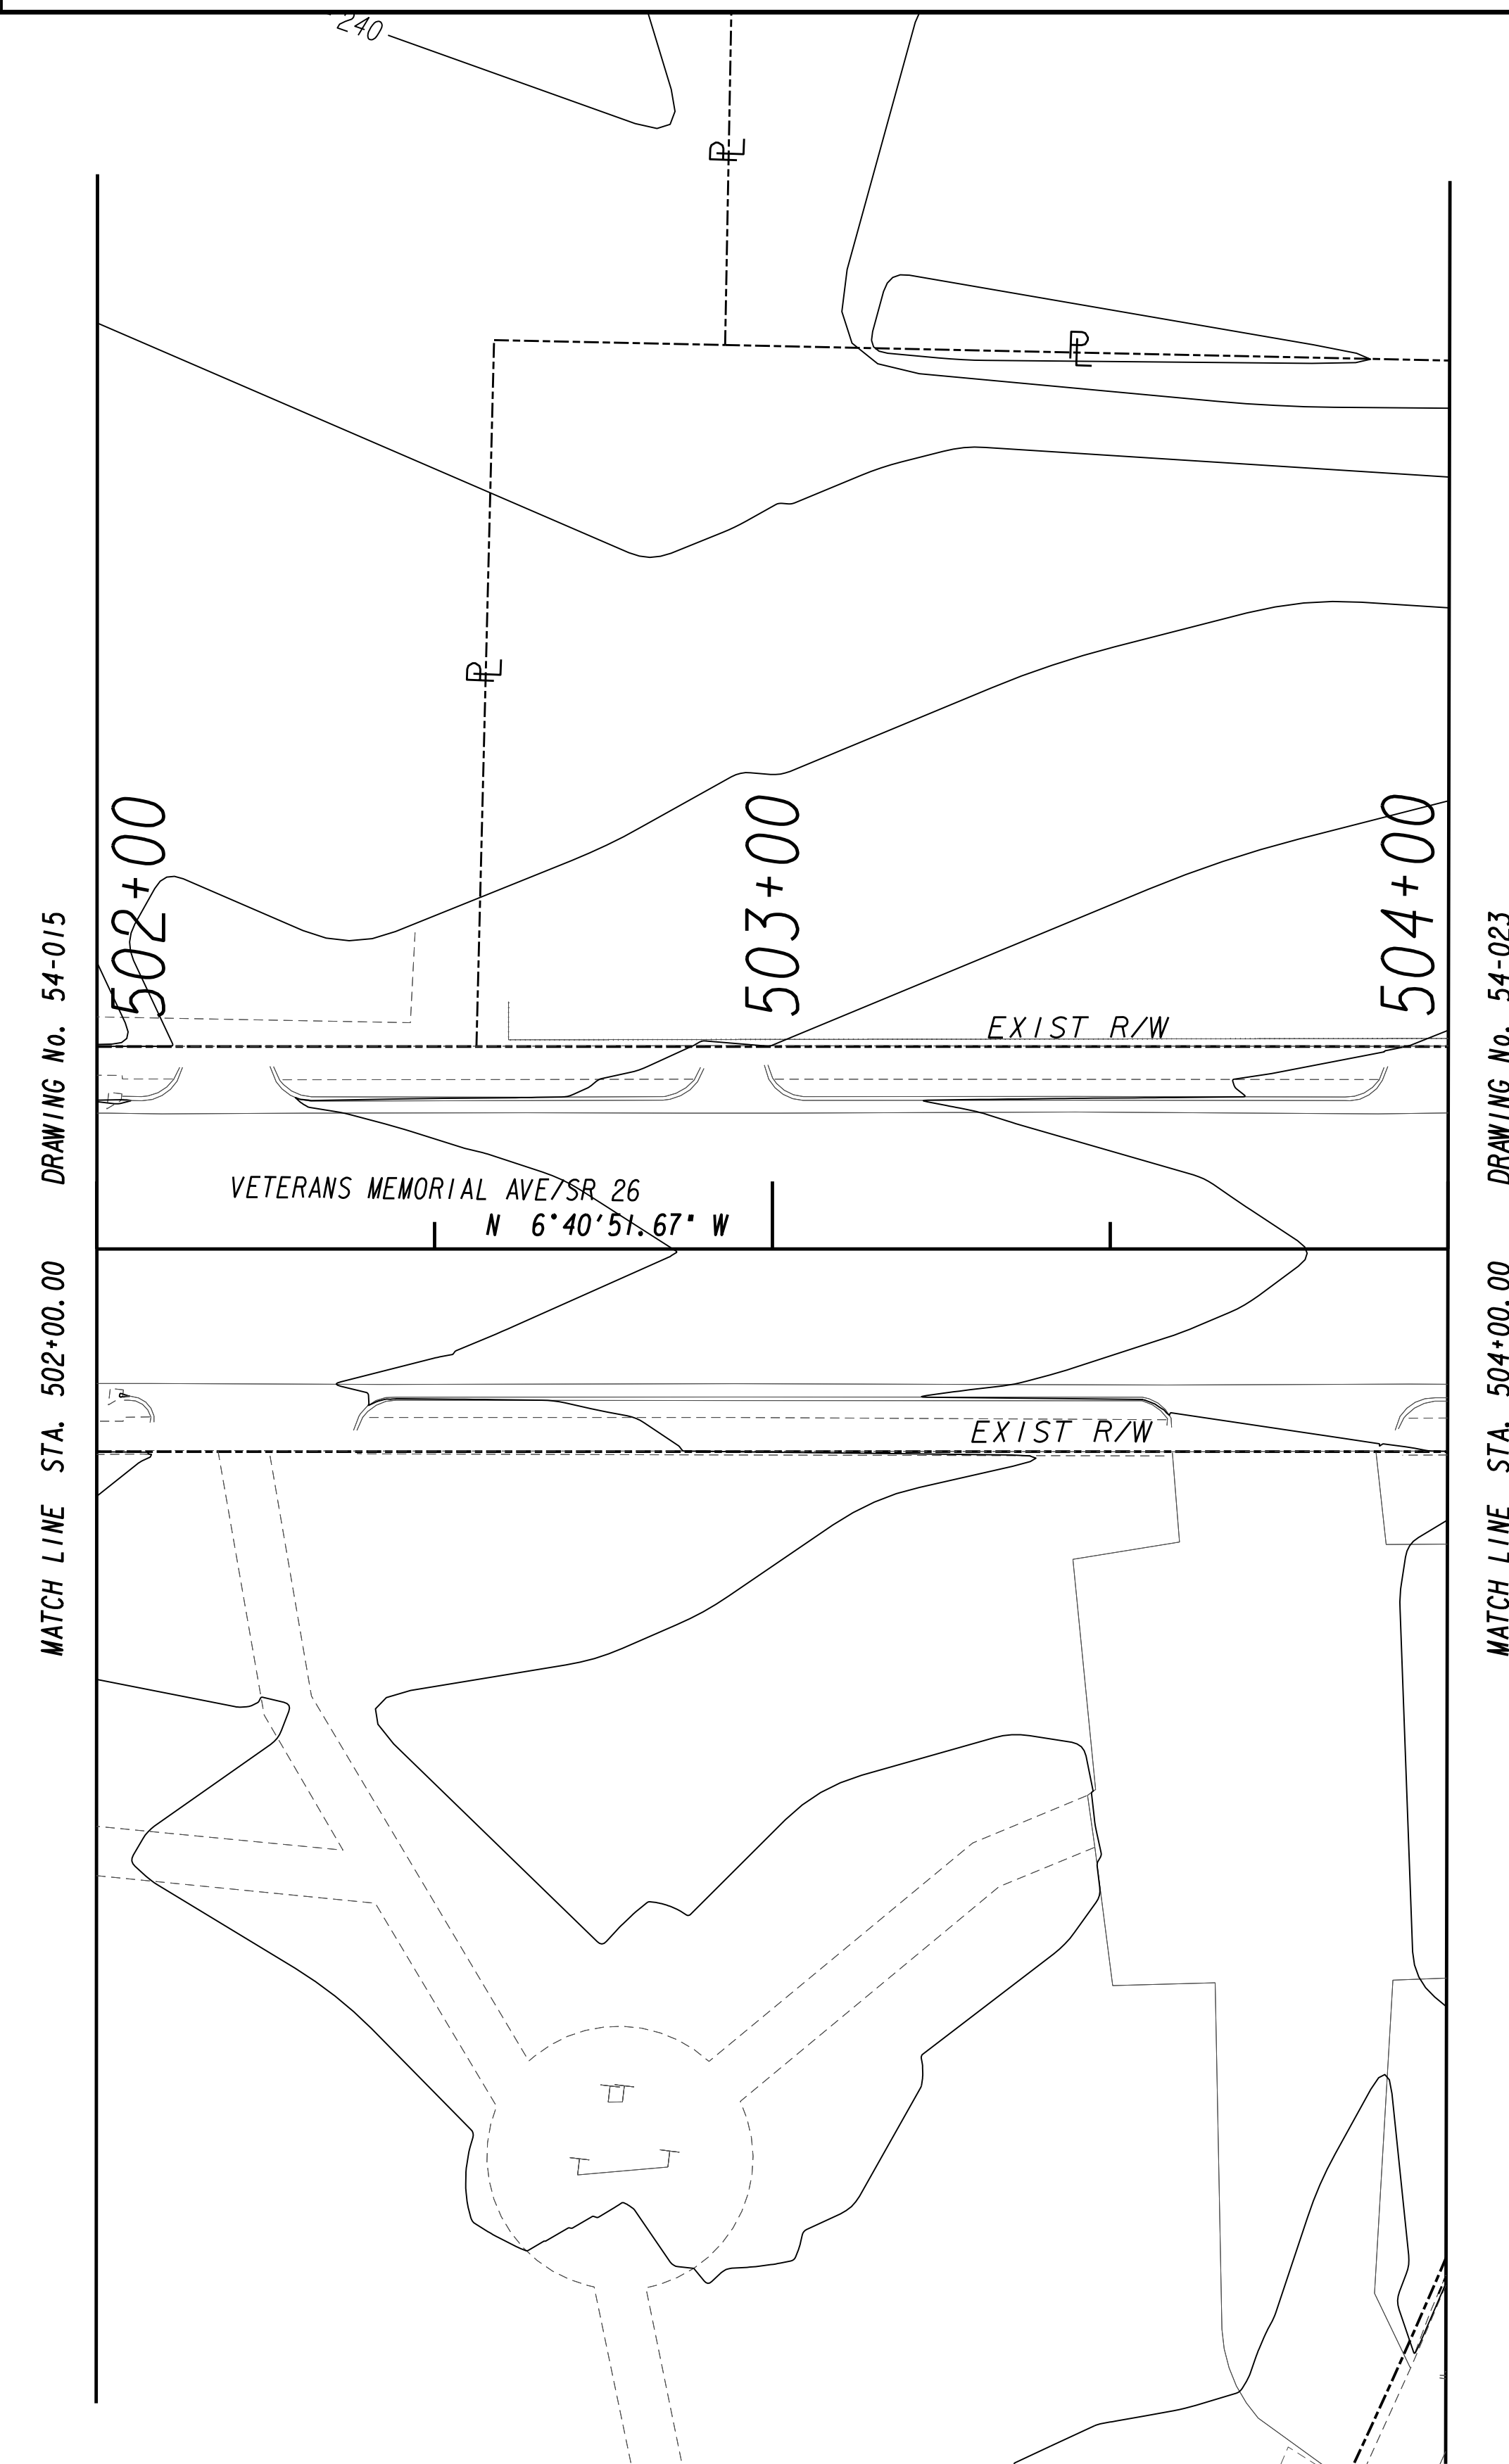 240
PL
PL
PL
502+00
503+00
504+00
EXIST R/W
VETERANS MEMORIAL AVE/SR 26
N 6°40'51.67" W
EXIST R/W
MATCH LINE STA. 502+00.00 DRAWING No. 54-015
MATCH LINE STA. 504+00.00 DRAWING No. 54-023